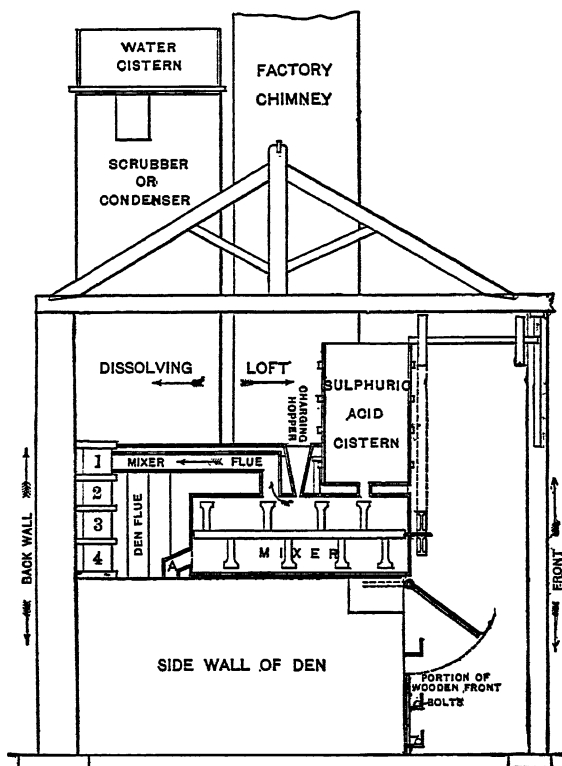 WATER
CISTERN
FACTORY
CHIMNEY
SCRUBBER
OR
CONDENSER
DISSOLVING
LOFT
CHARGING
HOPPER
SULPHURIC
ACID
CISTERN
1
MIXER FLUE
2
3
4
DEN FLUE
A
MIXER
BACK WALL
FRONT
SIDE WALL OF DEN
PORTION OF
WOODEN FRONT
BOLTS